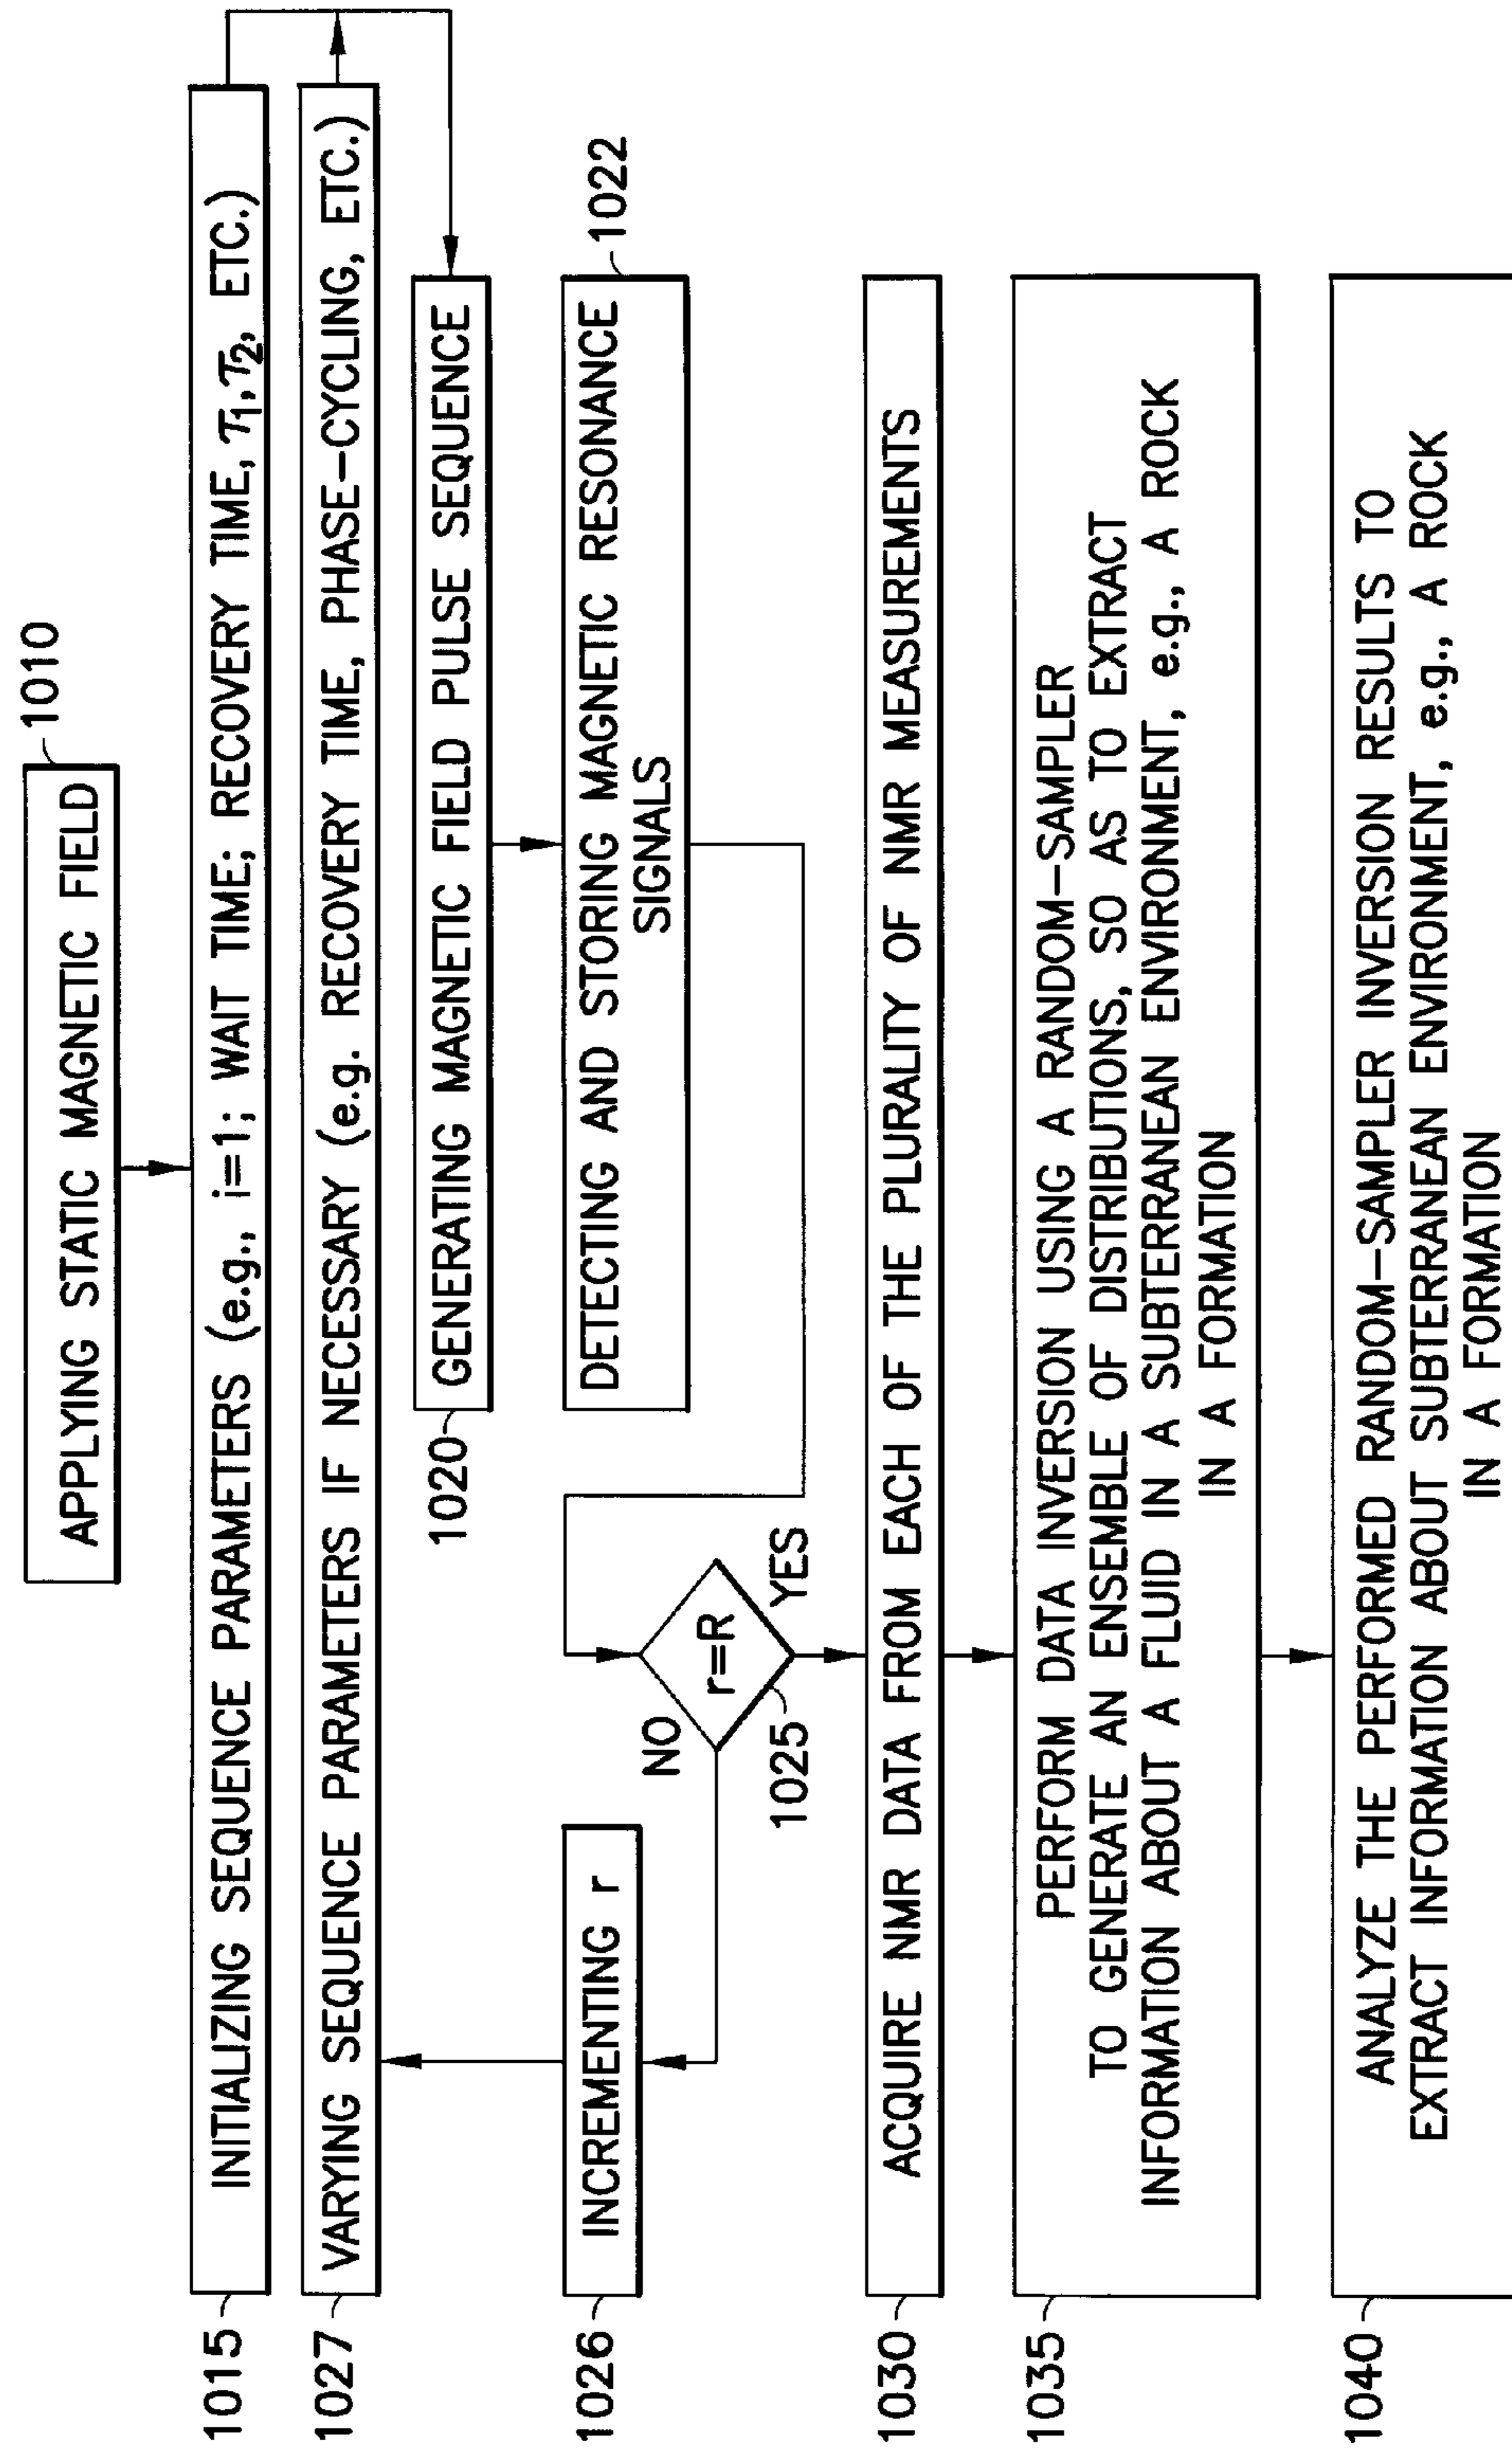 1010
APPLYING STATIC MAGNETIC FIELD
1015
INITIALIZING SEQUENCE PARAMETERS (e.g., i=1; WAIT TIME; RECOVERY TIME, τ1, τ2, ETC.)
1027
VARYING SEQUENCE PARAMETERS IF NECESSARY (e.g. RECOVERY TIME, PHASE-CYCLING, ETC.)
1020
GENERATING MAGNETIC FIELD PULSE SEQUENCE
1022
DETECTING AND STORING MAGNETIC RESONANCE
SIGNALS
1026
INCREMENTING r
NO
r=R
1025
YES
1030
ACQUIRE NMR DATA FROM EACH OF THE PLURALITY OF NMR MEASUREMENTS
1035
PERFORM DATA INVERSION USING A RANDOM-SAMPLER
TO GENERATE AN ENSEMBLE OF DISTRIBUTIONS, SO AS TO EXTRACT
INFORMATION ABOUT A FLUID IN A SUBTERRANEAN ENVIRONMENT, e.g., A ROCK
IN A FORMATION
1040
ANALYZE THE PERFORMED RANDOM-SAMPLER INVERSION RESULTS TO
EXTRACT INFORMATION ABOUT SUBTERRANEAN ENVIRONMENT, e.g., A ROCK
IN A FORMATION